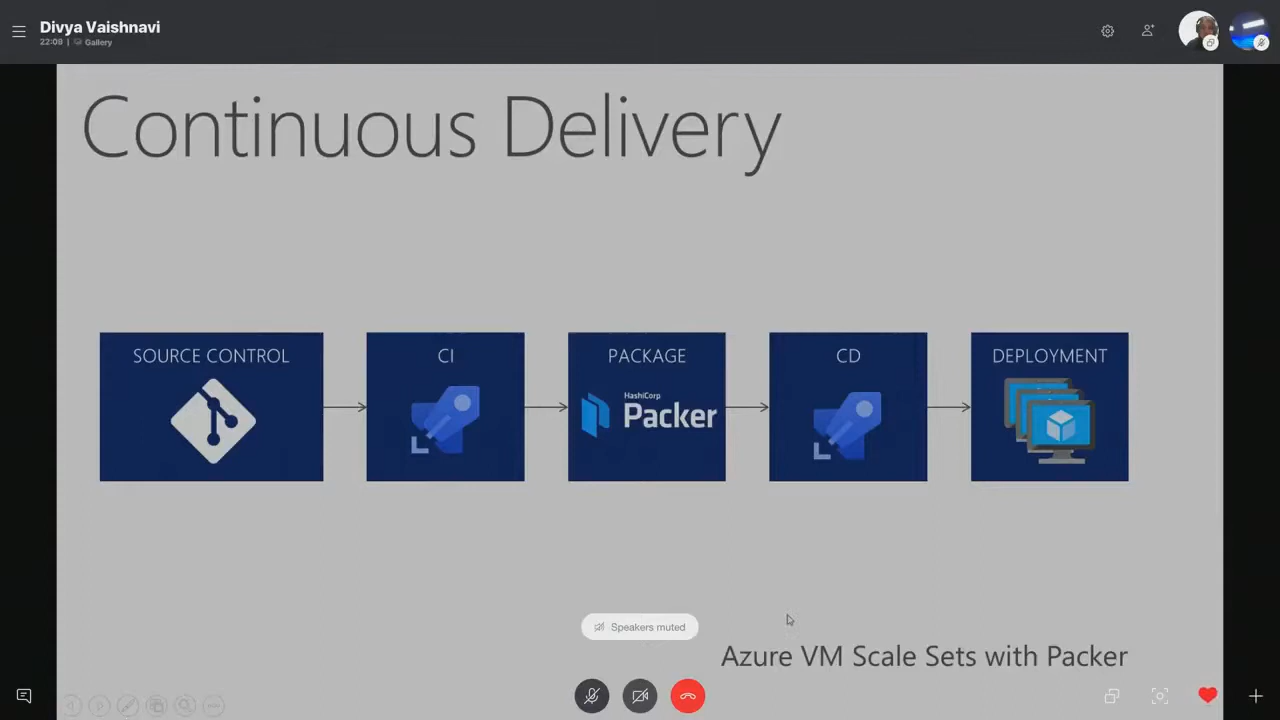 Divya Vaishnavi
22:09 | Gallery
Continuous Delivery
SOURCE CONTROL
CI
PACKAGE
CD
DEPLOYMENT
HashiCorp
Packer
Speakers muted
Azure VM Scale Sets with Packer